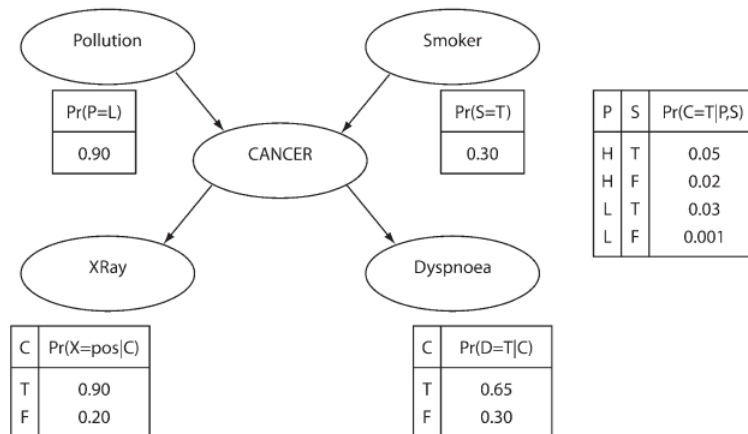 Pollution
Smoker
Pr(P=L)
0.90
Pr(S=T)
0.30
CANCER
P S Pr(C=T|P,S)
H T 0.05
H F 0.02
L T 0.03
L F 0.001
XRay
Dyspnoea
C Pr(X=pos|C)
T 0.90
F 0.20
C Pr(D=T|C)
T 0.65
F 0.30